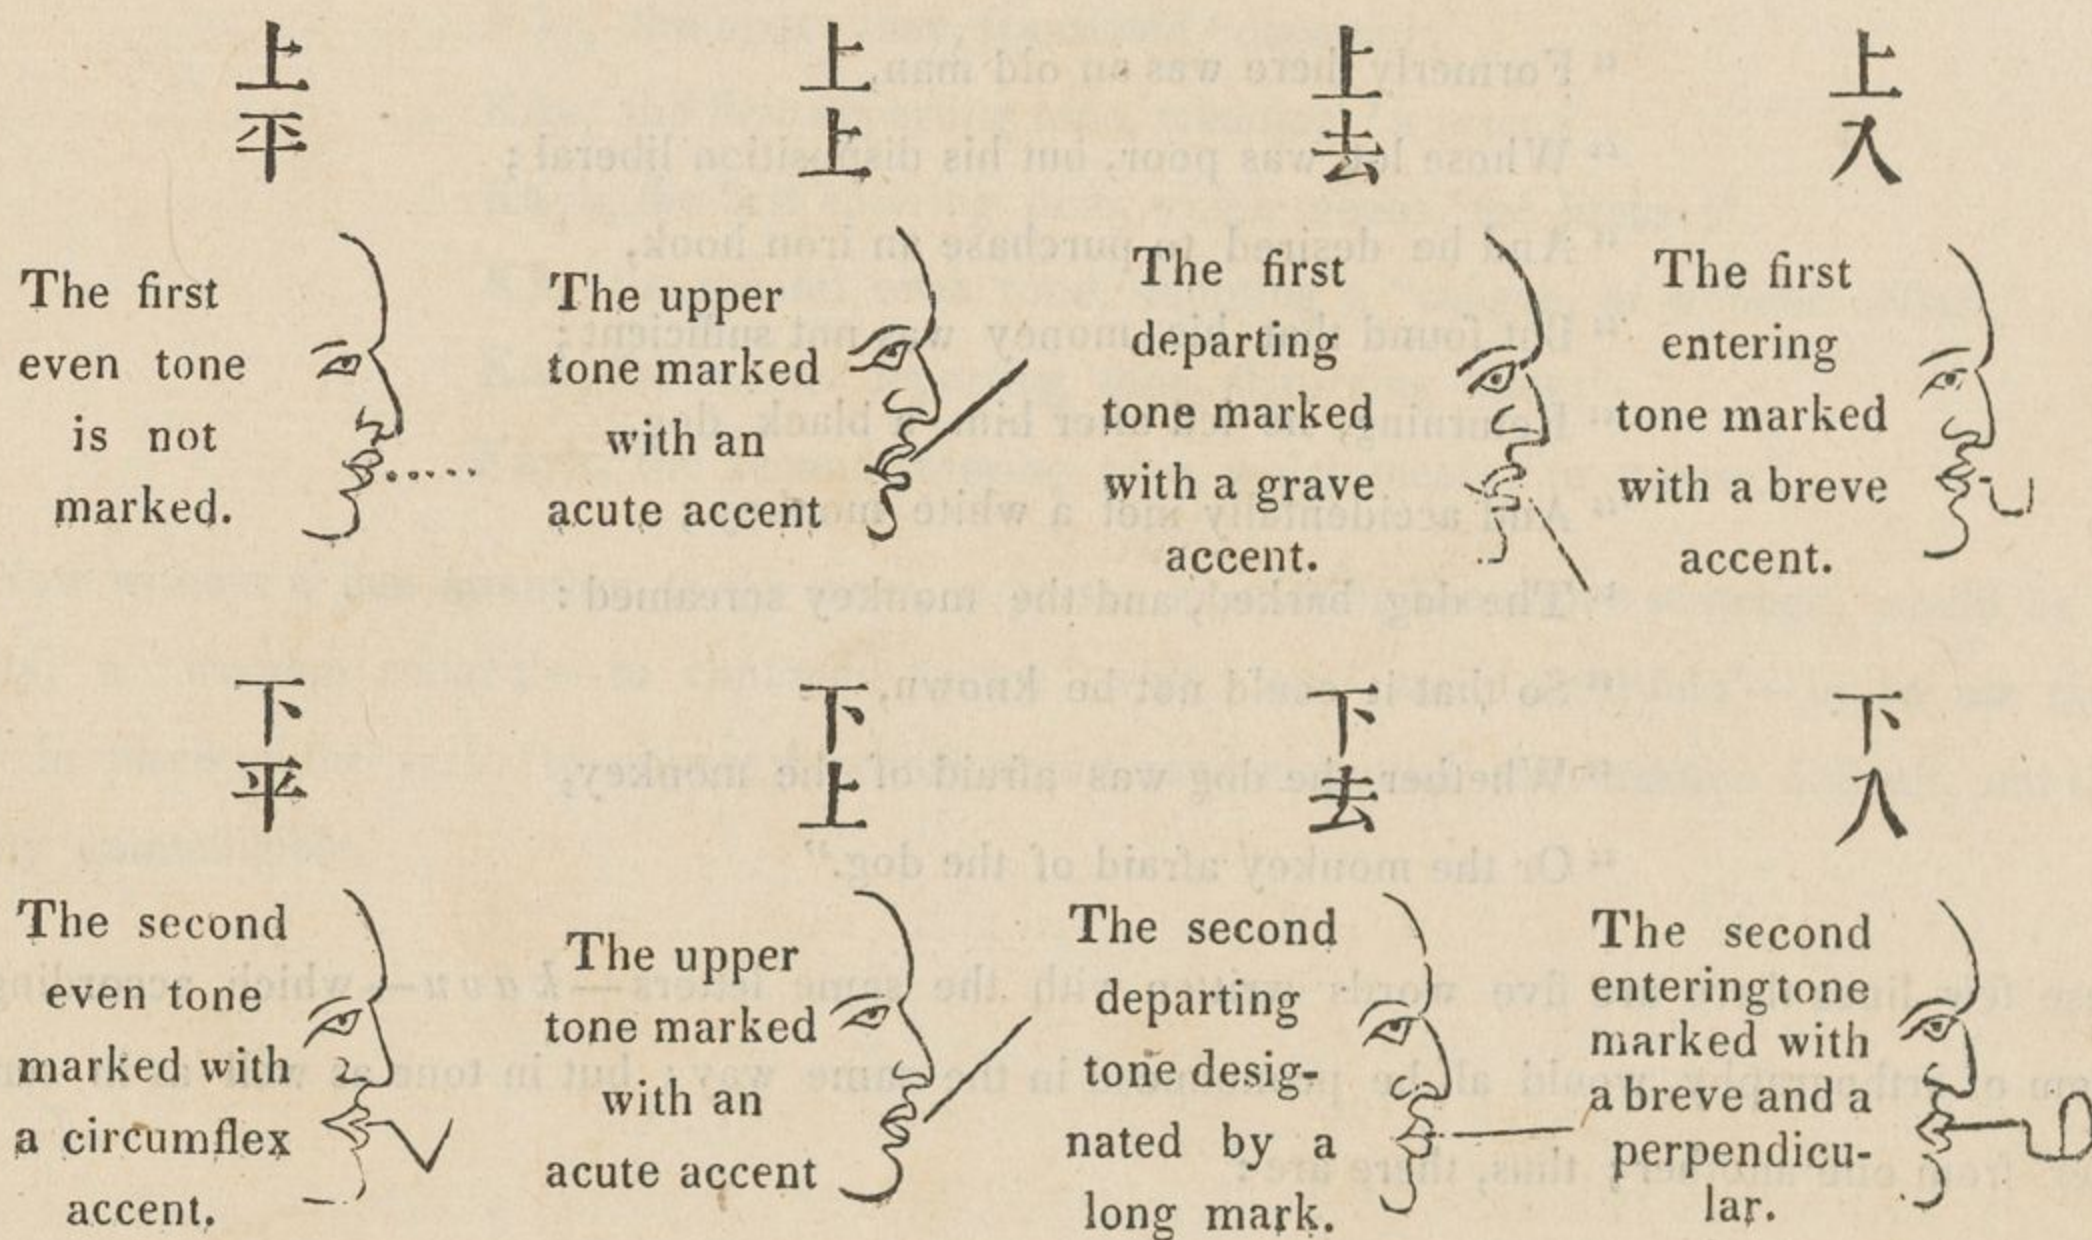 上平
The first
even tone
is not
marked.
上上
The upper
tone marked
with an
acute accent
上去
The first
departing
tone marked
with a grave
accent.
上入
The first
entering
tone marked
with a breve
accent.
下平
The second
even tone
marked with
a circumflex
accent.
下上
The upper
tone marked
with an
acute accent
下去
The second
departing
tone desig-
nated by a
long mark.
下入
The second
entering tone
marked with
a breve and a
perpendicu-
lar.